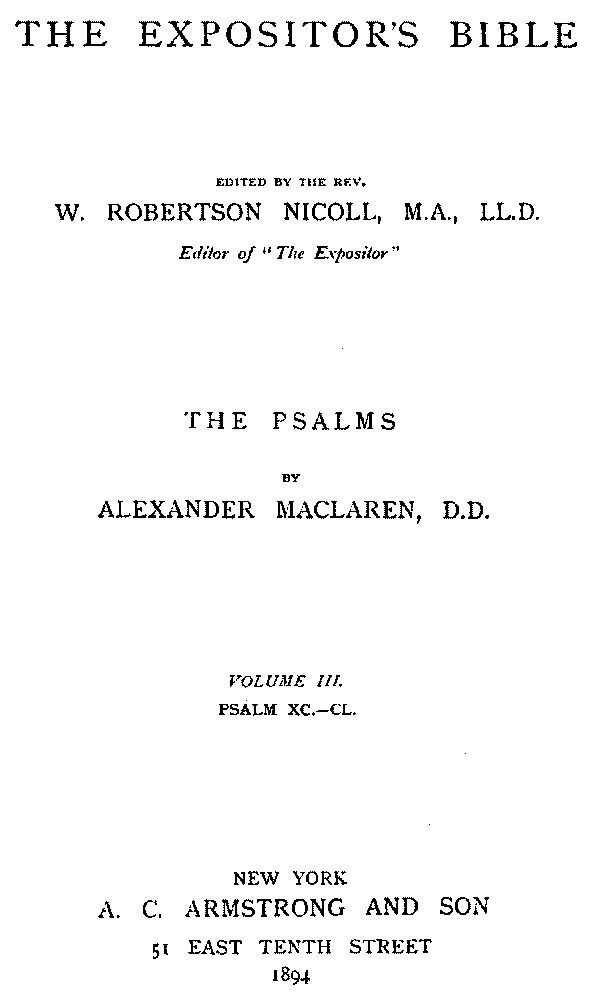 THE EXPOSITOR'S BIBLE
EDITED BY THE REV.
W. ROBERTSON NICOLL, M.A., LL.D.
Editor of "The Expositor"
THE PSALMS
BY
ALEXANDER MACLAREN, D.D.
VOLUME III.
PSALM XC.—CL.
NEW YORK
A. C. ARMSTRONG AND SON
51 EAST TENTH STREET
1894